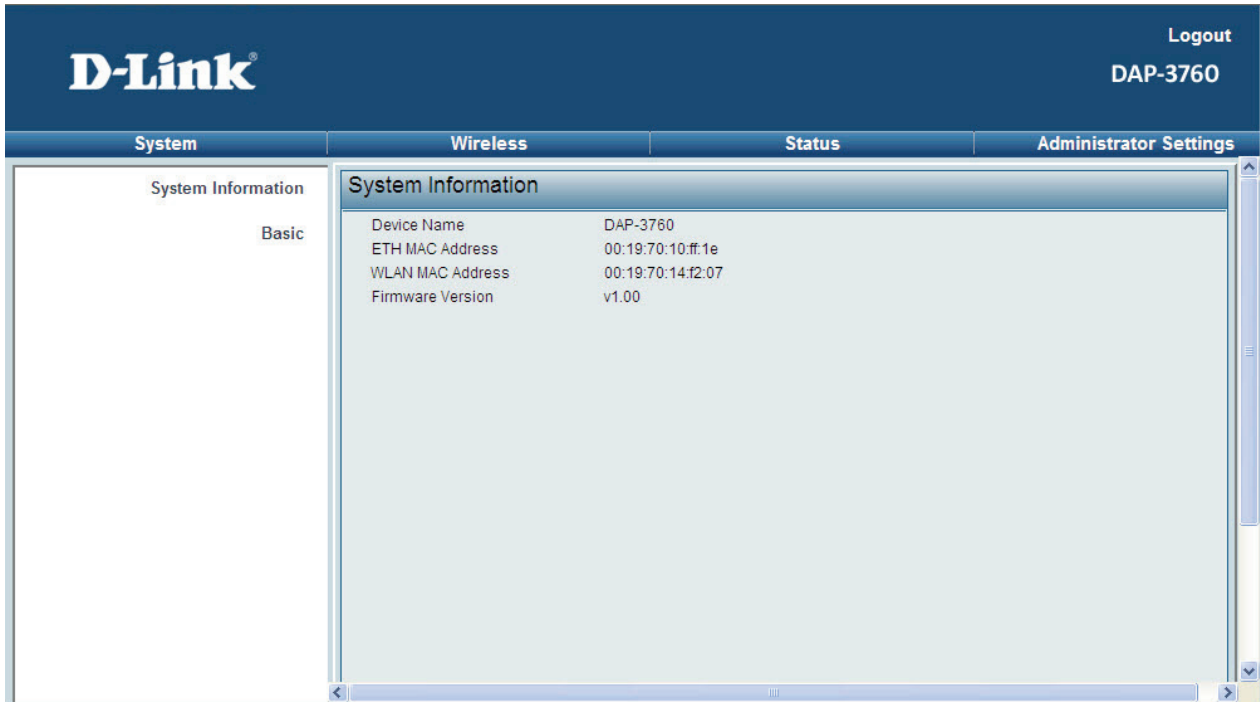 Logout
D-Link®
DAP-3760
System Wireless Status Administrator Settings
System Information
Basic
System Information
Device Name DAP-3760
ETH MAC Address 00:19:70:10:ff:1e
WLAN MAC Address 00:19:70:14:f2:07
Firmware Version v1.00